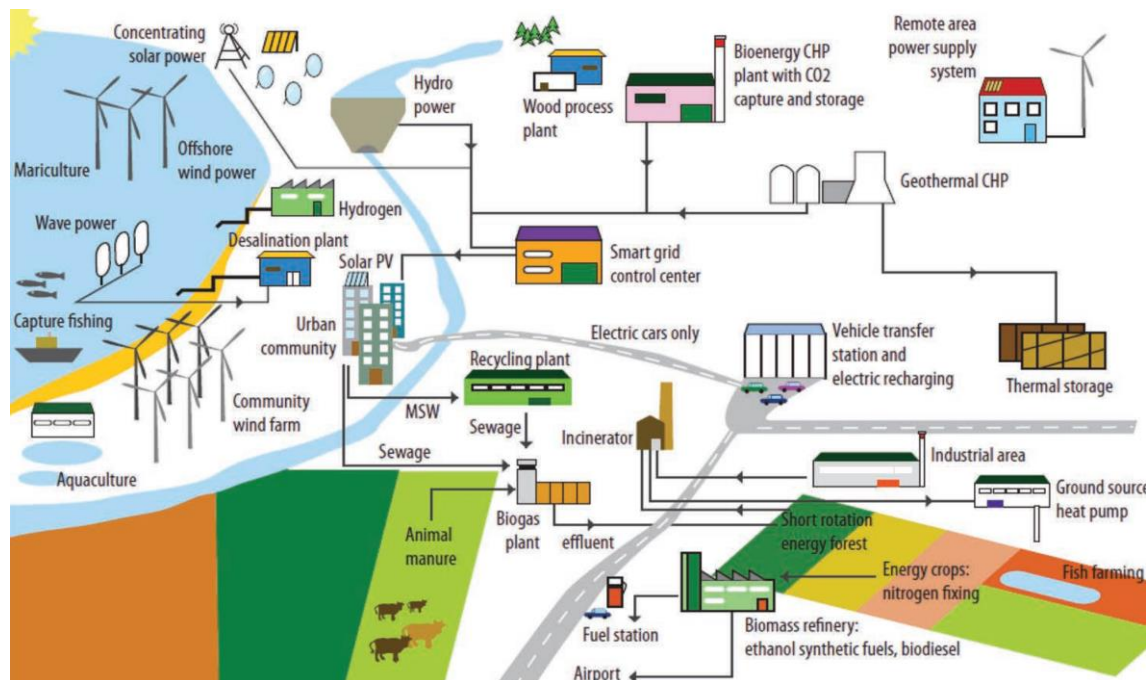 Concentrating
solar power
Hydro
power
Wood process
plant
Bioenergy CHP
plant with CO2
capture and storage
Remote area
power supply
system
Mariculture
Offshore
wind power
Geothermal CHP
Hydrogen
Wave power
Desalination plant
Solar PV
Smart grid
control center
Capture fishing
Urban
community
Electric cars only
Vehicle transfer
station and
electric recharging
Thermal storage
Recycling plant
Community
wind farm
MSW
Sewage
Incinerator
Industrial area
Sewage
Aquaculture
Ground source
heat pump
Animal
manure
Biogas
plant
effluent
Short rotation
energy forest
Energy crops:
nitrogen fixing
Fish farming
Fuel station
Biomass refinery:
ethanol synthetic fuels, biodiesel
Airport